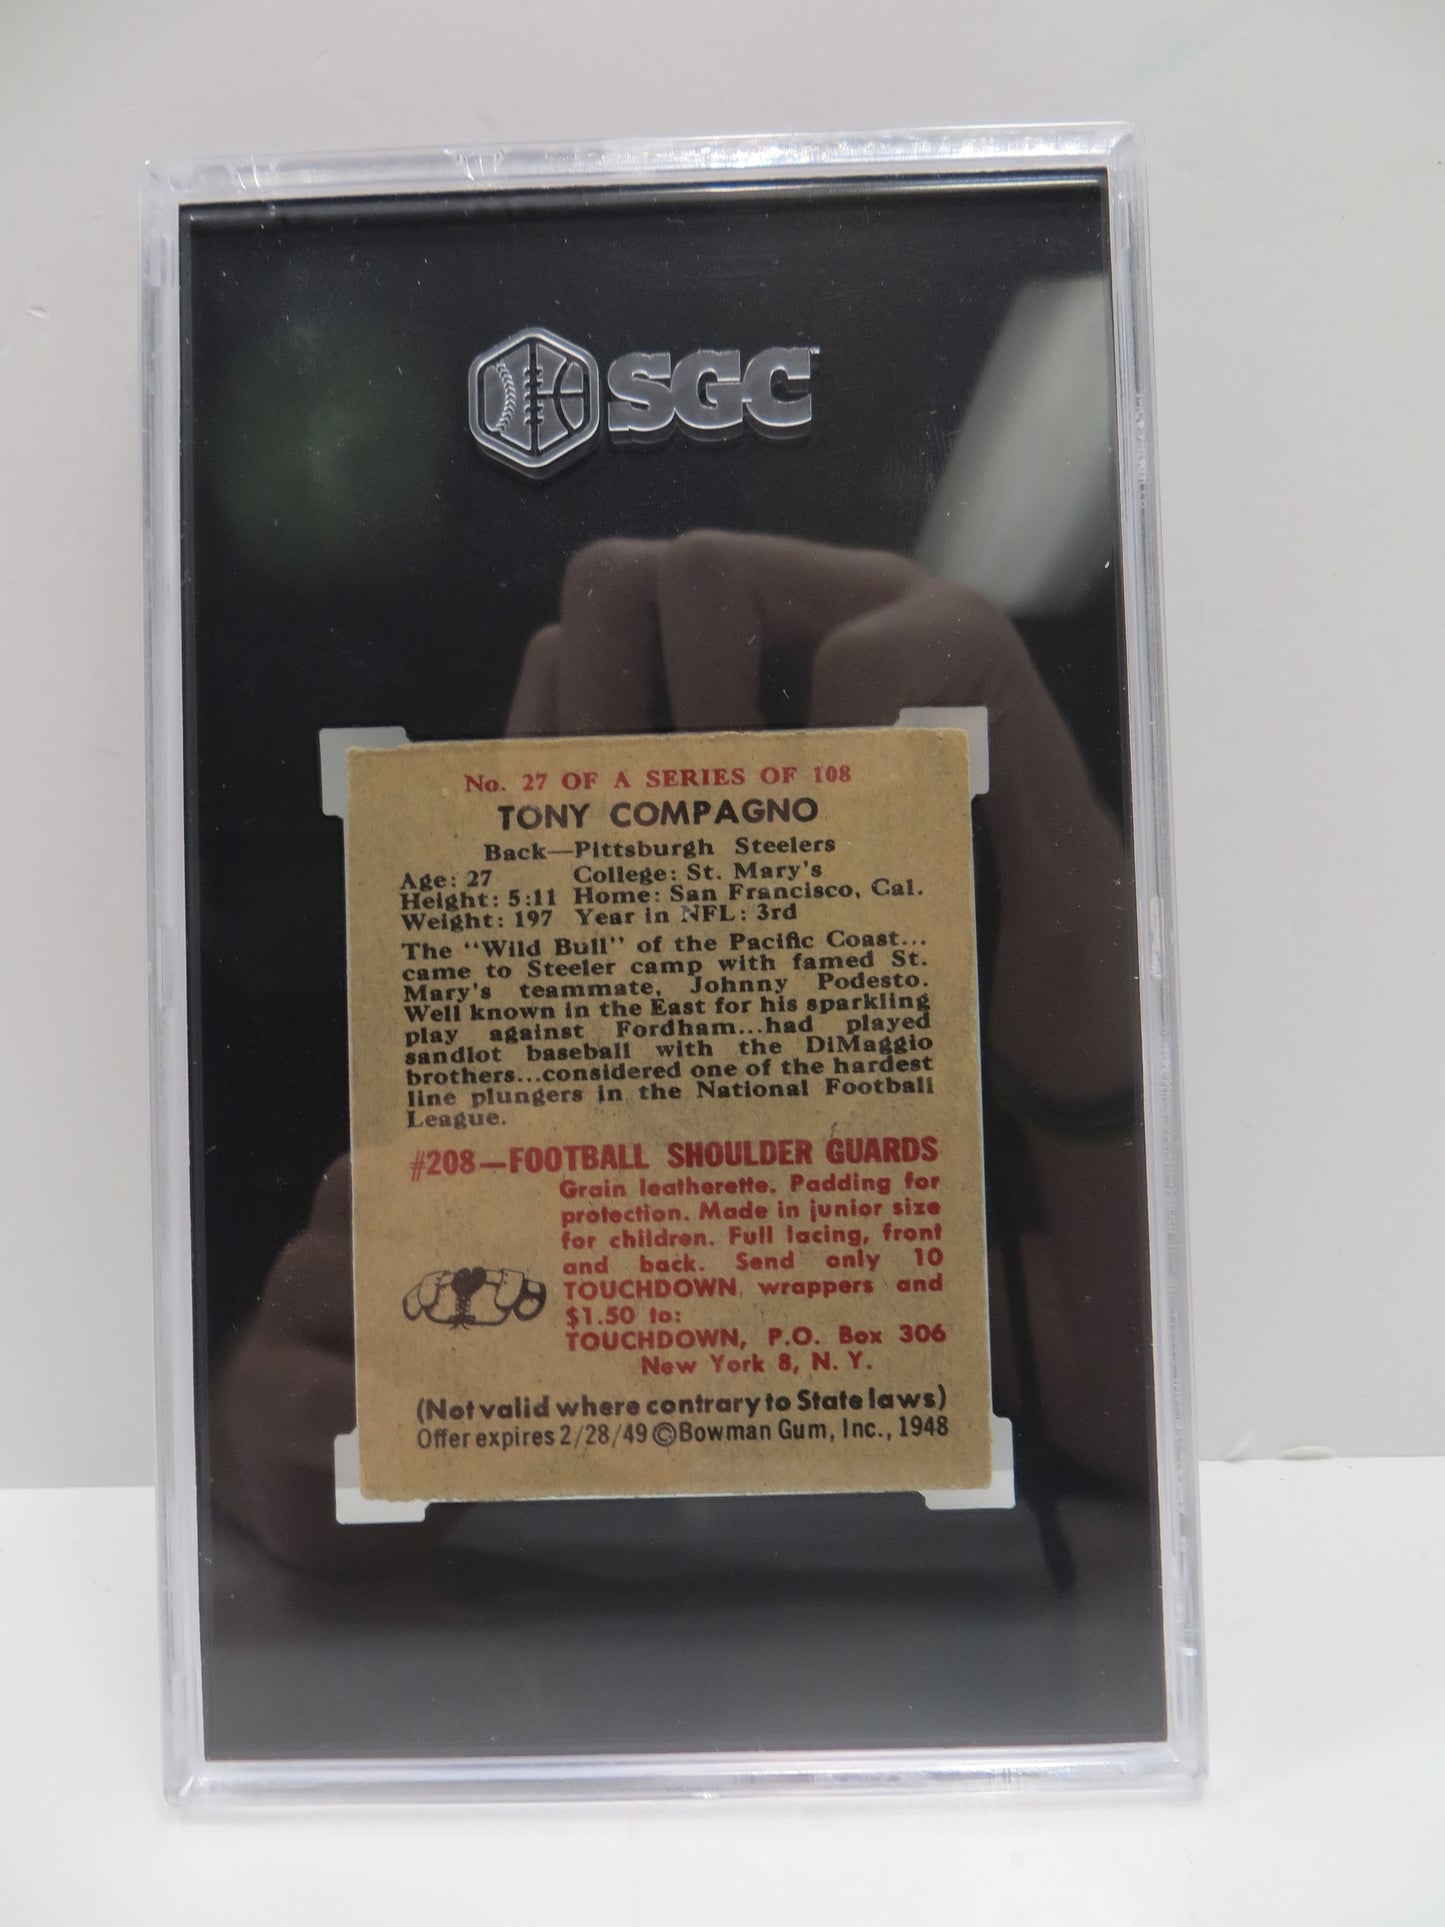 SGC
No. 27 OF A SERIES OF 108
TONY COMPAGNO
Back—Pittsburgh Steelers
Age: 27 College: St. Mary's
Height: 5:11 Home: San Francisco, Cal.
Weight: 197 Year in NFL: 3rd
The "Wild Bull" of the Pacific Coast...
came to Steeler camp with famed St.
Mary's teammate, Johnny Podesto.
Well known in the East for his sparkling
play against Fordham...had played
sandlot baseball with the DiMaggio
brothers...considered one of the hardest
line plungers in the National Football
League.
#208—FOOTBALL SHOULDER GUARDS
Grain leatherette. Padding for
protection. Made in junior size
for children. Full lacing, front
and back. Send only 10
TOUCHDOWN wrappers and
$1.50 to:
TOUCHDOWN, P.O. Box 306
New York 8, N. Y.
(Not valid where contrary to State laws)
Offer expires 2/28/49 ©Bowman Gum, Inc., 1948